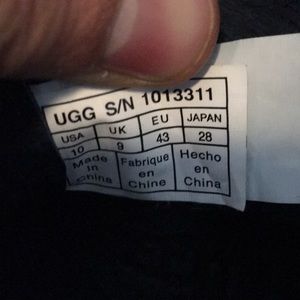 UGG S/N 1013311
USA UK EU JAPAN
10 9 43 28
Made Fabrique Hecho
in en en
China Chine China